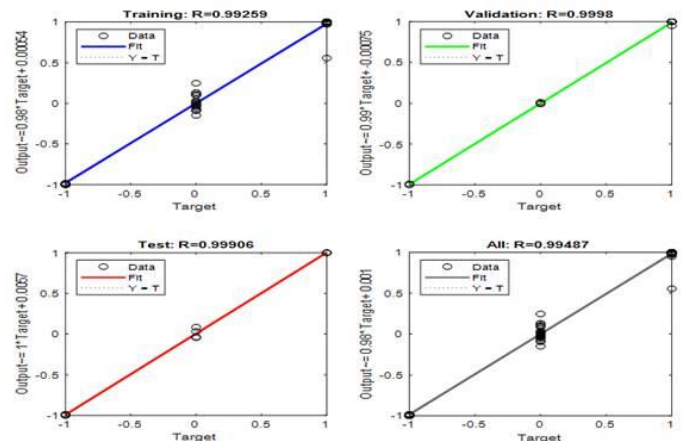 Training: R=0.99259
Output~=0.98*Target+0.00054
Data
Fit
Y = T
1
0.5
0
-0.5
-1
-1
-0.5
0
0.5
1
Target
Validation: R=0.9998
Output~=0.99*Target+-0.00075
Data
Fit
Y = T
1
0.5
0
-0.5
-1
-1
-0.5
0
0.5
1
Target
Test: R=0.99906
Output~=1*Target+0.0057
Data
Fit
Y = T
1
0.5
0
-0.5
-1
-1
-0.5
0
0.5
1
Target
All: R=0.99487
Output~=0.98*Target+0.001
Data
Fit
Y = T
1
0.5
0
-0.5
-1
-1
-0.5
0
0.5
1
Target